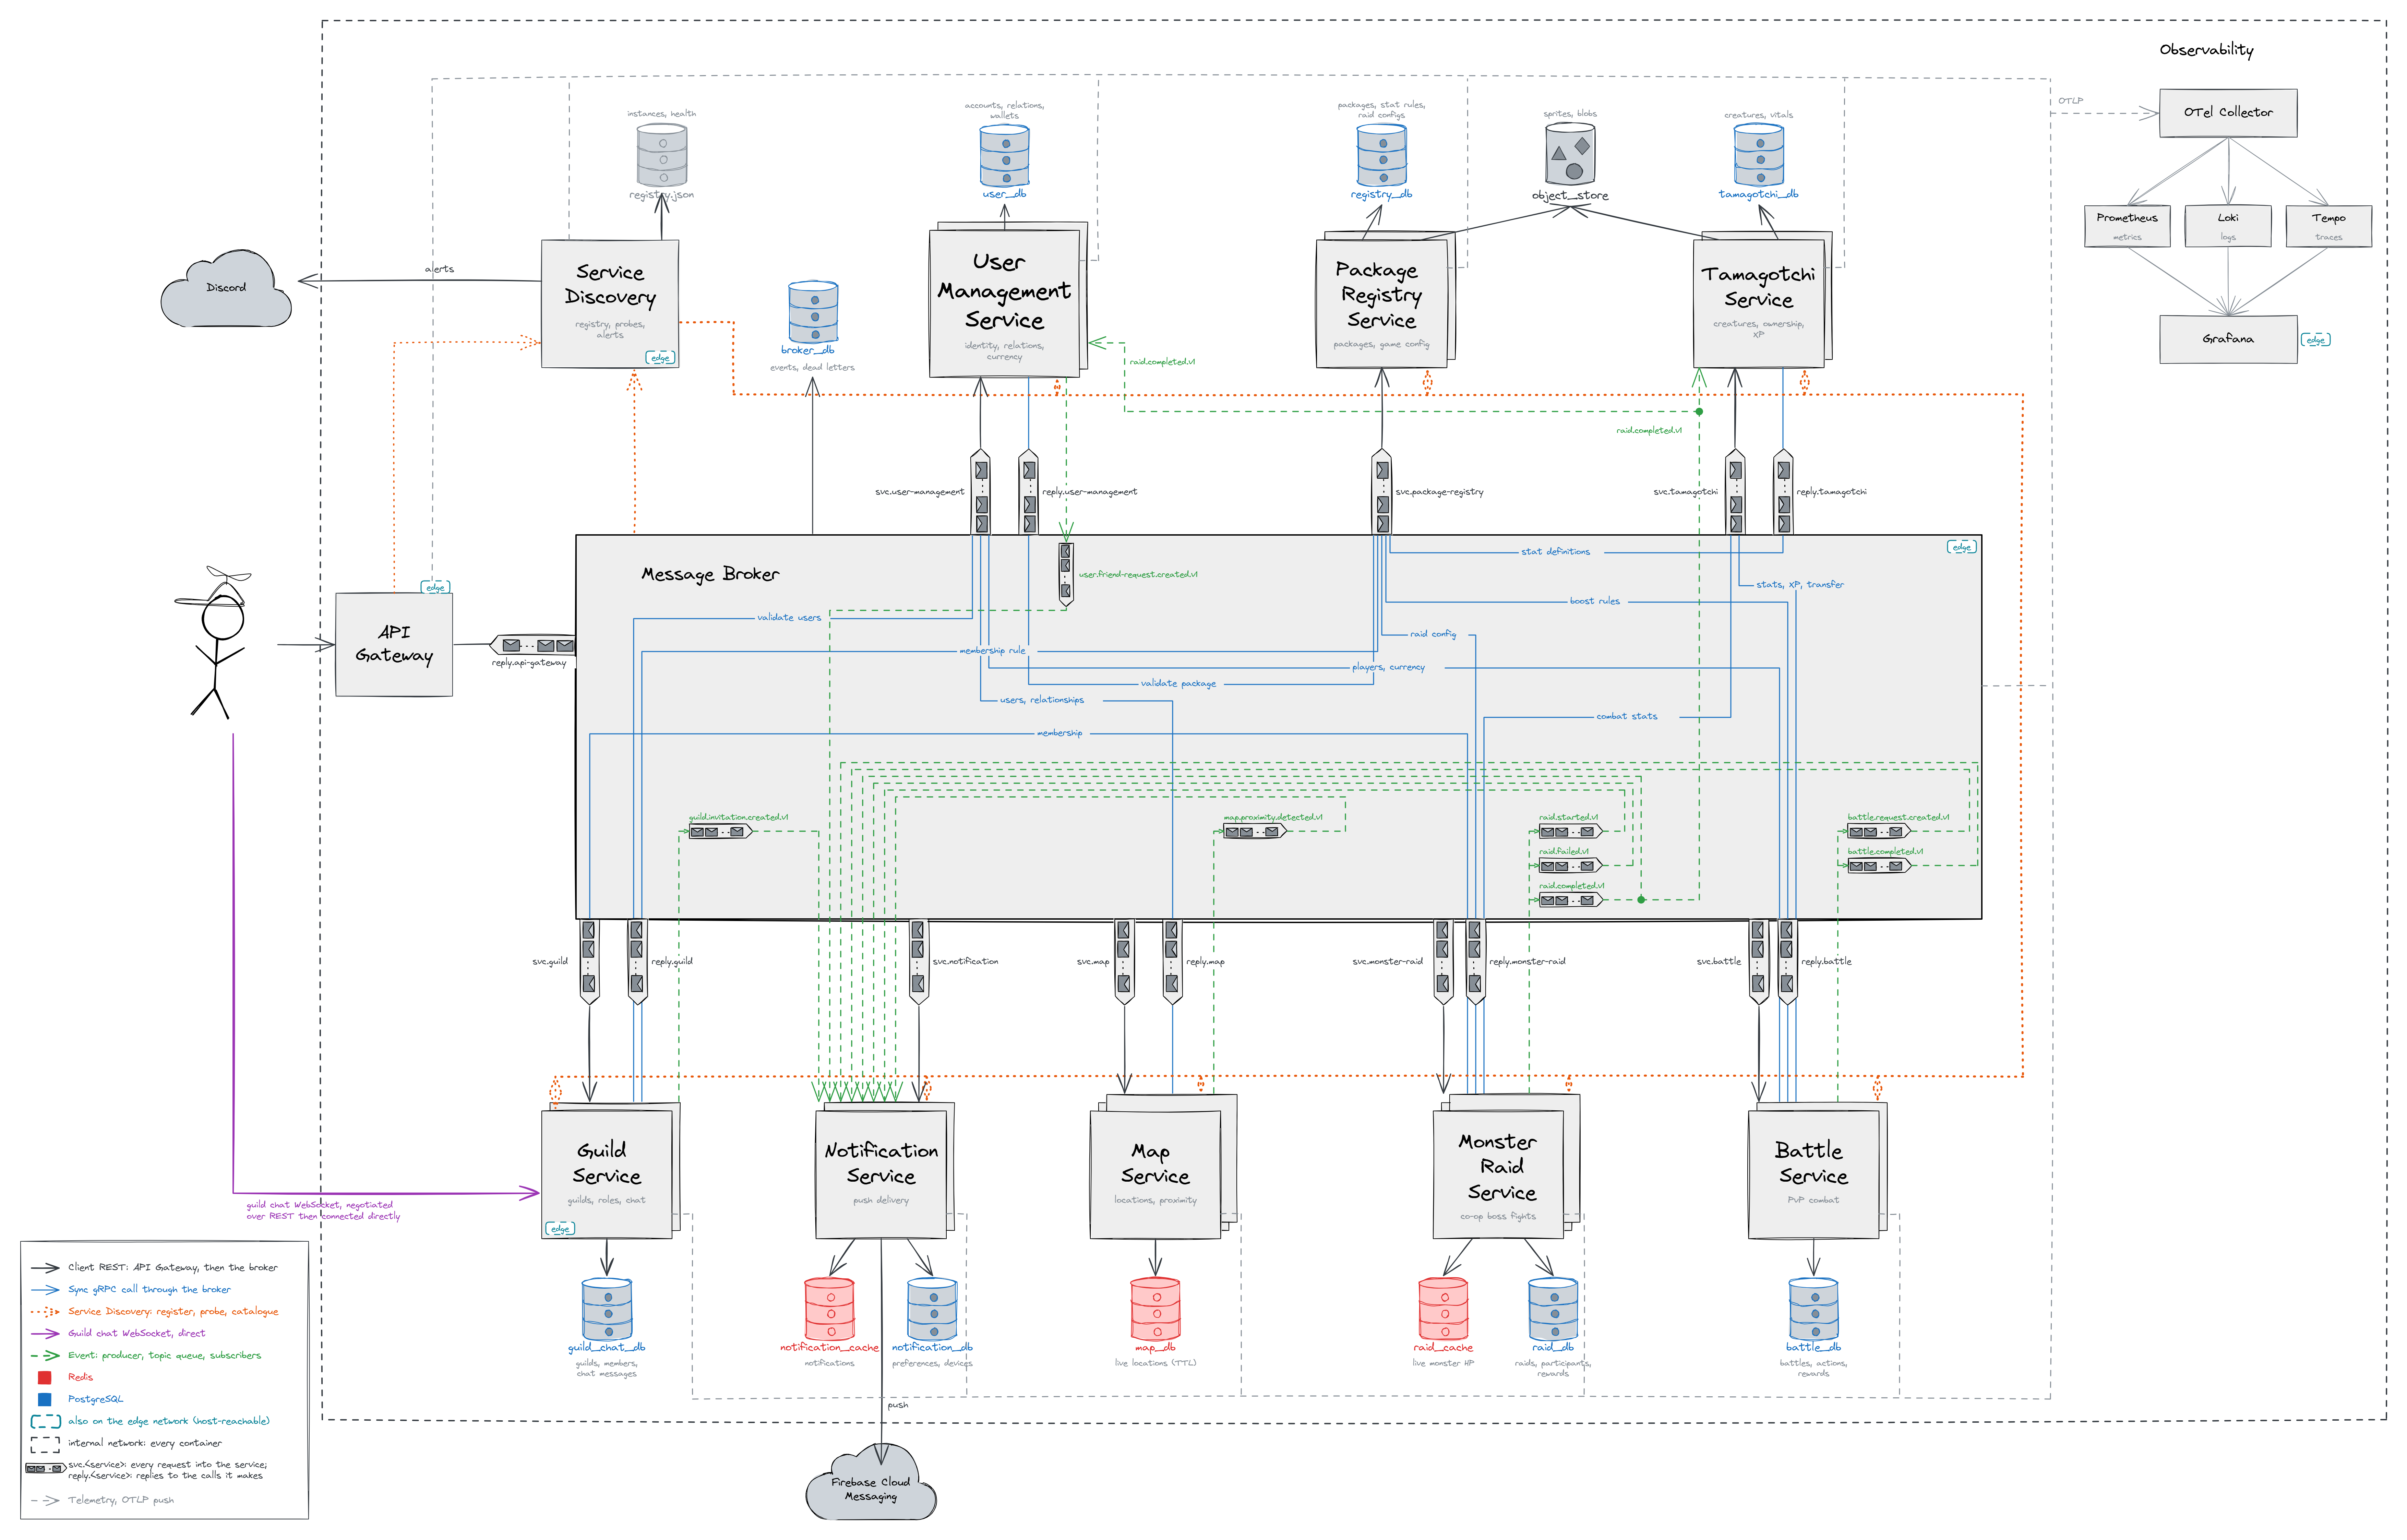 Observability
OTLP
OTel Collector
Prometheus
metrics
Loki
logs
Tempo
traces
Grafana
edge
instances, health
registry.json
accounts, relations,
wallets
user_db
packages, stat rules,
raid configs
registry_db
sprites, blobs
object_store
creatures, vitals
tamagotchi_db
Discord
alerts
Service
Discovery
registry, probes,
alerts
edge
broker_db
events, dead letters
User
Management
Service
identity, relations,
currency
raid.completed.v1
Package
Registry
Service
packages, game config
Tamagotchi
Service
creatures, ownership,
XP
raid.completed.v1
svc.user-management
reply.user-management
svc.package-registry
svc.tamagotchi
reply.tamagotchi
edge
API
Gateway
reply.api-gateway
Message Broker
edge
user.friend-request.created.v1
stat definitions
stats, XP, transfer
boost rules
validate users
raid config
membership rule
players, currency
validate package
users, relationships
combat stats
membership
guild.invitation.created.v1
map.proximity.detected.v1
raid.started.v1
raid.failed.v1
raid.completed.v1
battle.request.created.v1
battle.completed.v1
svc.guild
reply.guild
svc.notification
svc.map
reply.map
svc.monster-raid
reply.monster-raid
svc.battle
reply.battle
guild chat WebSocket, negotiated
over REST then connected directly
Guild
Service
guilds, roles, chat
edge
Notification
Service
push delivery
Map
Service
locations, proximity
Monster
Raid
Service
co-op boss fights
Battle
Service
PvP combat
guild_chat_db
guilds, members,
chat messages
notification_cache
notifications
notification_db
preferences, devices
map_db
live locations (TTL)
raid_cache
live monster HP
raid_db
raids, participants,
rewards
battle_db
battles, actions,
rewards
push
Firebase Cloud
Messaging
Client REST: API Gateway, then the broker
Sync gRPC call through the broker
Service Discovery: register, probe, catalogue
Guild chat WebSocket, direct
Event: producer, topic queue, subscribers
Redis
PostgreSQL
also on the edge network (host-reachable)
internal network: every container
svc.<service>: every request into the service;
reply.<service>: replies to the calls it makes
Telemetry, OTLP push